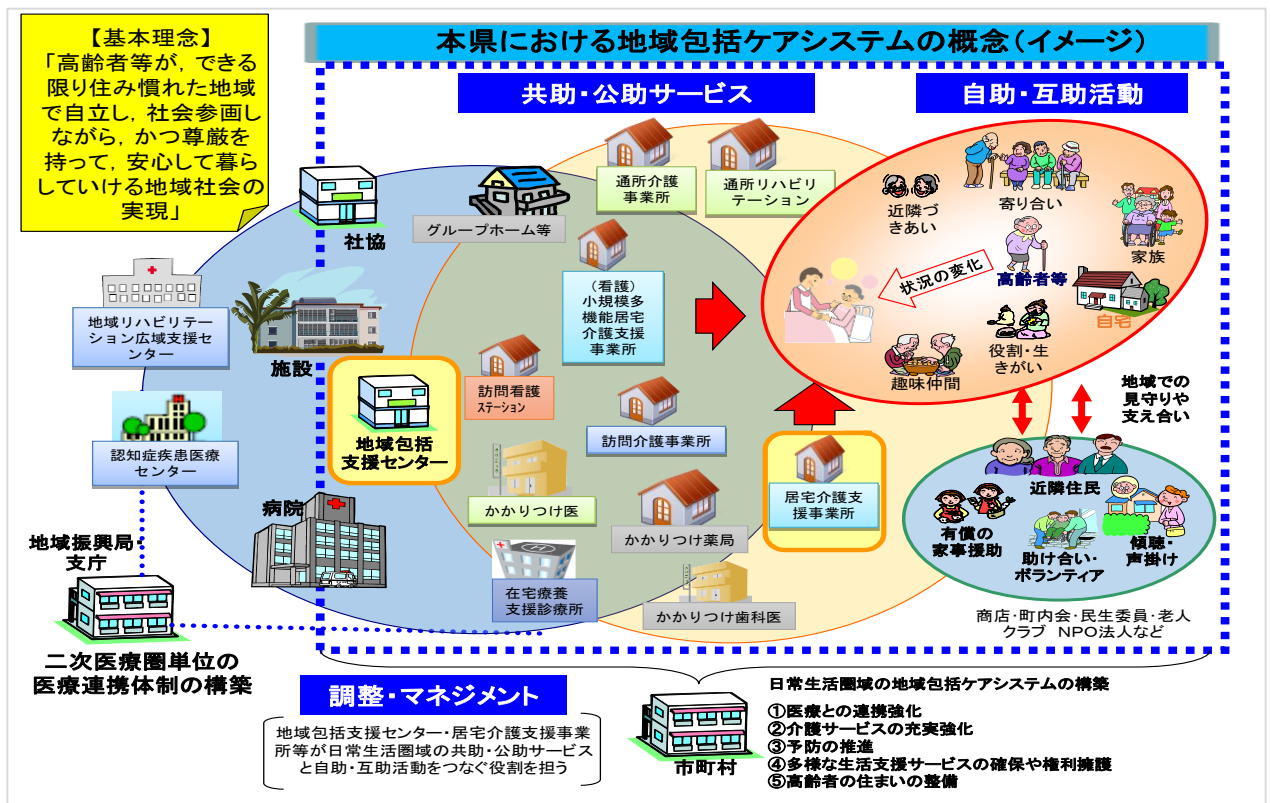 【基本理念】
「高齢者等が，できる
限り住み慣れた地域
で自立し，社会参画し
ながら，かつ尊厳を
持って，安心して暮ら
していける地域社会の
実現」
本県における地域包括ケアシステムの概念（イメージ）
共助・公助サービス
自助・互助活動
社協
グループホーム等
通所介護
事業所
通所リハビリ
テーション
近隣づ
きあい
寄り合い
家族
状況の変化
高齢者等
自宅
役割・生
きがい
趣味仲間
地域リハビリテー
ション広域支援セ
ンター
施設
（看護）
小規模多
機能居宅
介護支援
事業所
訪問看護
ステーション
地域包括
支援センター
訪問介護事業所
認知症疾患医療
センター
病院
かかりつけ医
かかりつけ薬局
居宅介護支
援事業所
在宅療養
支援診療所
かかりつけ歯科医
地域での
見守りや
支え合い
近隣住民
有償の
家事援助
助け合い・
ボランティア
傾聴・
声掛け
商店・町内会・民生委員・老人
クラブ NPO法人など
地域振興局・
支庁
二次医療圏単位の
医療連携体制の構築
調整・マネジメント
地域包括支援センター・居宅介護支援事業
所等が日常生活圏域の共助・公助サービス
と自助・互助活動をつなぐ役割を担う
市町村
日常生活圏域の地域包括ケアシステムの構築
①医療との連携強化
②介護サービスの充実強化
③予防の推進
④多様な生活支援サービスの確保や権利擁護
⑤高齢者の住まいの整備